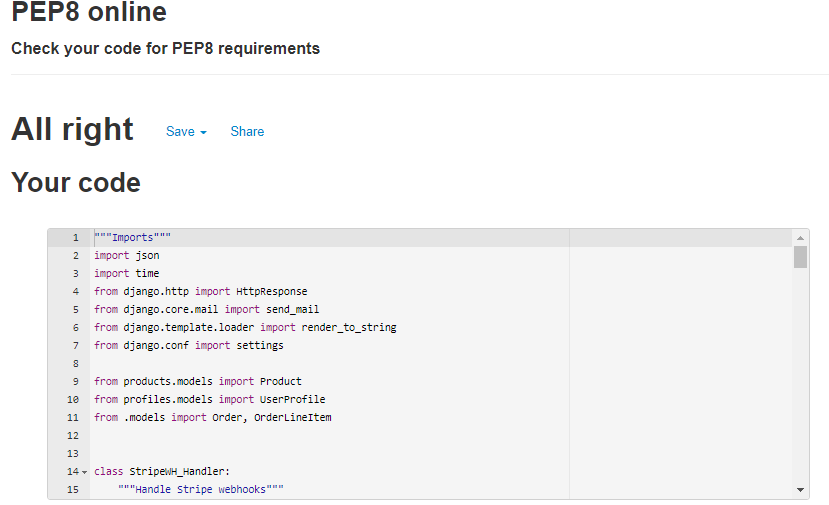 PEP8 online
Check your code for PEP8 requirements
All right Save Share
Your code
1 """Imports"""
2 import json
3 import time
4 from django.http import HttpResponse
5 from django.core.mail import send_mail
6 from django.template.loader import render_to_string
7 from django.conf import settings
8
9 from products.models import Product
10 from profiles.models import UserProfile
11 from .models import Order, OrderLineItem
12
13
14 class StripeWH_Handler:
15 """Handle Stripe webhooks"""